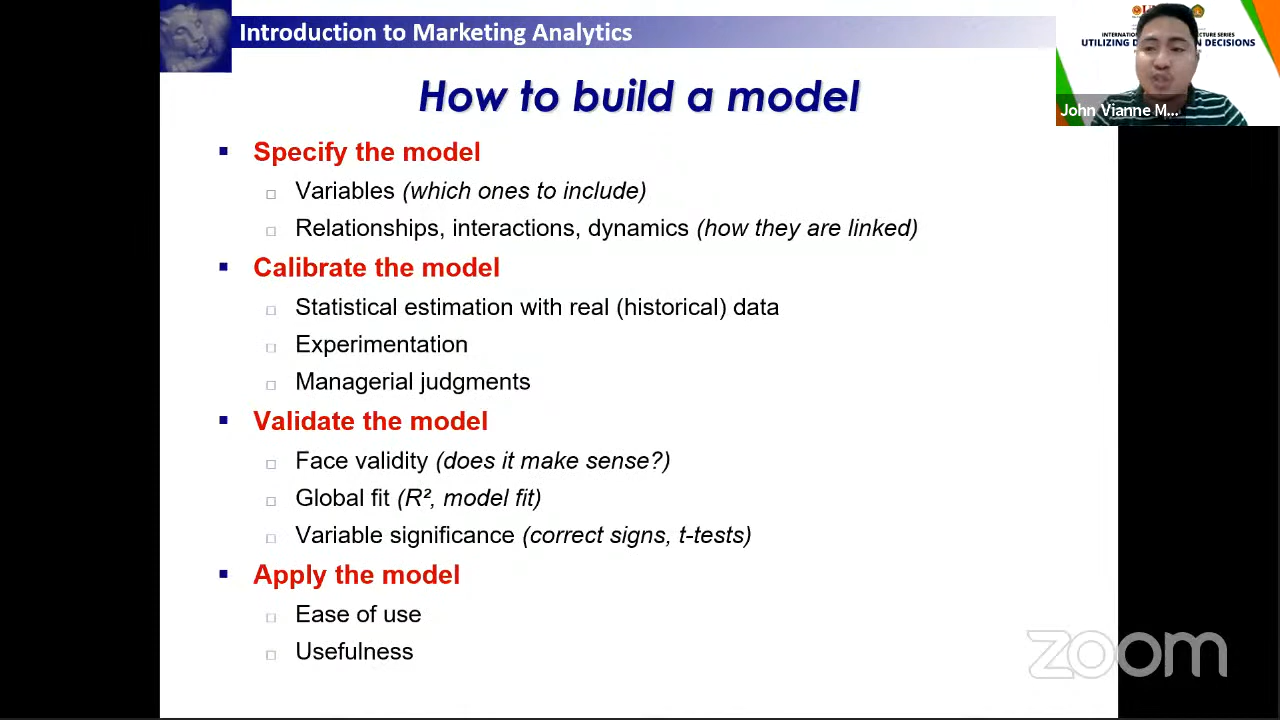 Introduction to Marketing Analytics
How to build a model
Specify the model
Variables (which ones to include)
Relationships, interactions, dynamics (how they are linked)
Calibrate the model
Statistical estimation with real (historical) data
Experimentation
Managerial judgments
Validate the model
Face validity (does it make sense?)
Global fit (R², model fit)
Variable significance (correct signs, t-tests)
Apply the model
Ease of use
Usefulness
UTILIZING DECISIONS
John Vianne M...
zoom